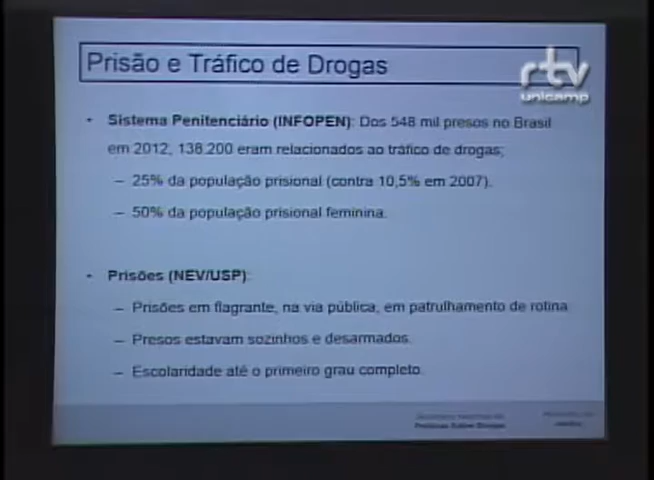 Prisão e Tráfico de Drogas
rtv
unicamp
• Sistema Penitenciário (INFOPEN): Dos 548 mil presos no Brasil
em 2012, 138.200 eram relacionados ao tráfico de drogas;
– 25% da população prisional (contra 10,5% em 2007).
– 50% da população prisional feminina.
• Prisões (NEV/USP):
– Prisões em flagrante, na via pública, em patrulhamento de rotina
– Presos estavam sozinhos e desarmados.
– Escolaridade até o primeiro grau completo.
Políticas sobre Drogas